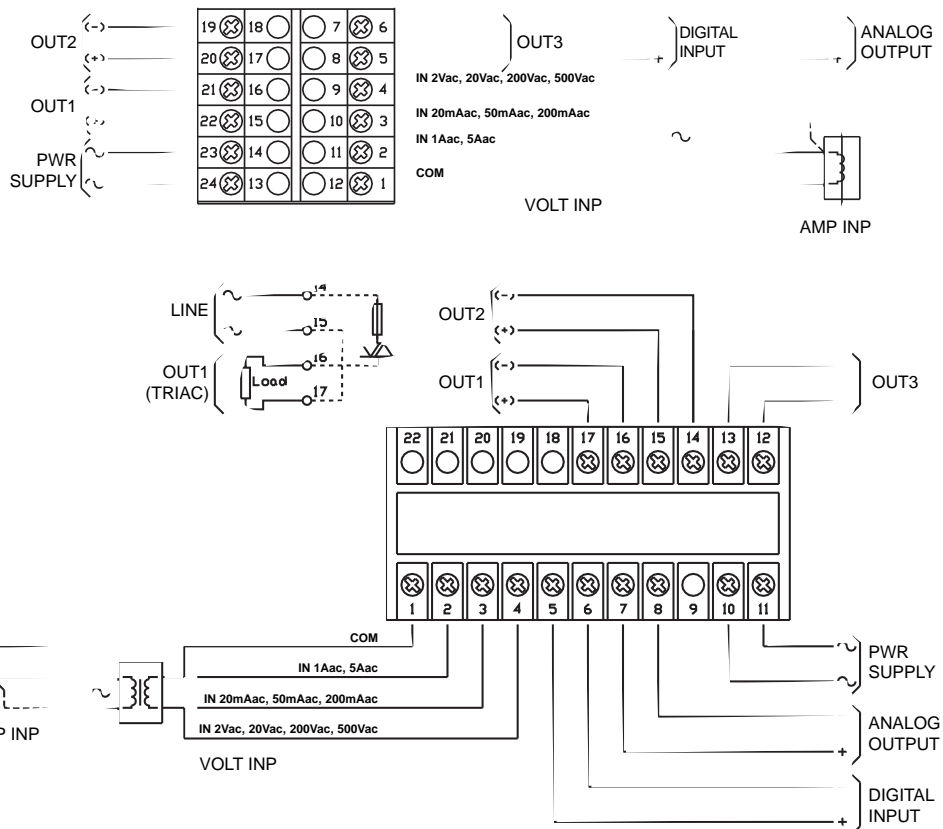 OUT2 (-) (+)
OUT1 (-) (+)
PWR SUPPLY
19 18 7 6
20 17 8 5
21 16 9 4
22 15 10 3
23 14 11 2
24 13 12 1
OUT3
DIGITAL
INPUT
+
ANALOG
OUTPUT
+
IN 2Vac, 20Vac, 200Vac, 500Vac
IN 20mAac, 50mAac, 200mAac
IN 1Aac, 5Aac
COM
VOLT INP
AMP INP
LINE
14
15
OUT1
(TRIAC)
Load
16
17
OUT2 (-) (+)
OUT1 (-) (+)
OUT3
22 21 20 19 18 17 16 15 14 13 12
1 2 3 4 5 6 7 8 9 10 11
COM
IN 1Aac, 5Aac
IN 20mAac, 50mAac, 200mAac
IN 2Vac, 20Vac, 200Vac, 500Vac
P INP
VOLT INP
PWR
SUPPLY
ANALOG
OUTPUT
+
DIGITAL
INPUT
+